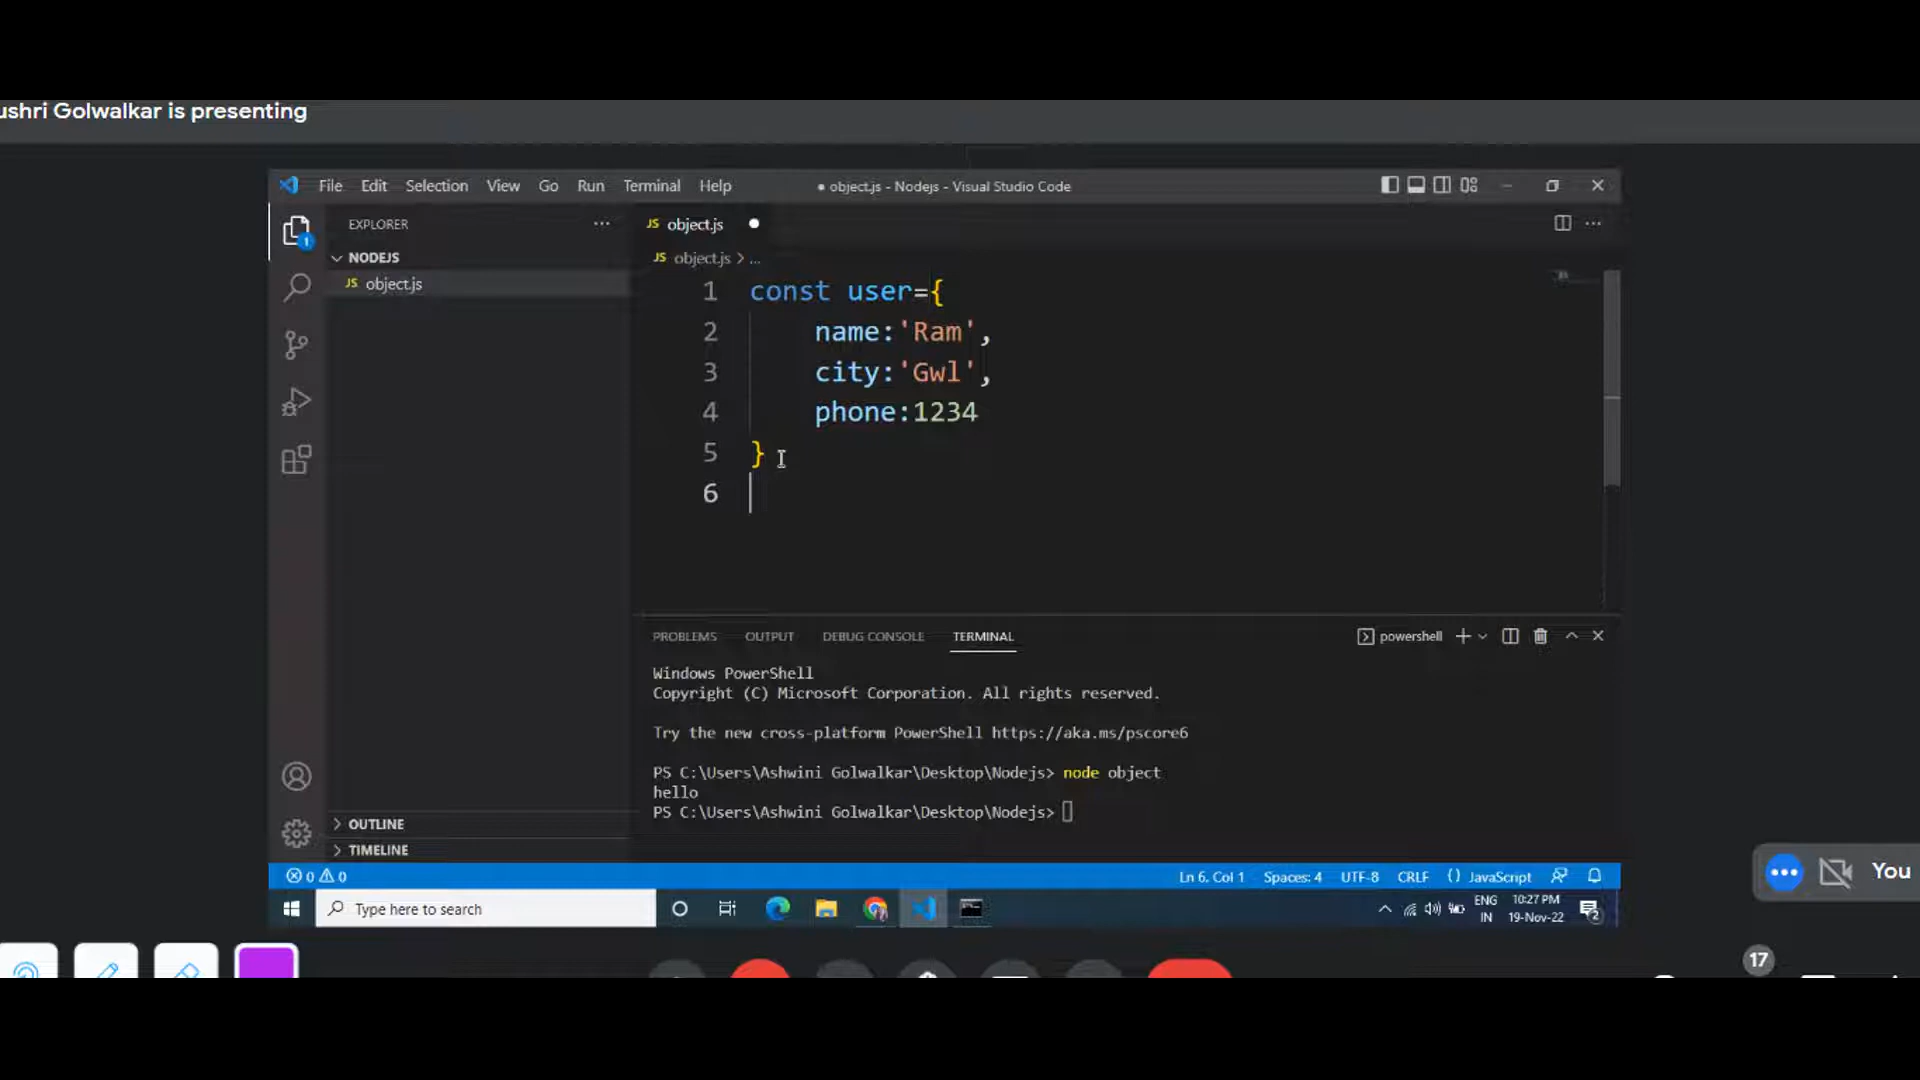 ushri Golwalkar is presenting
File Edit Selection View Go Run Terminal Help
● object.js - Nodejs - Visual Studio Code
EXPLORER
JS object.js ●
NODEJS
JS object.js > ...
JS object.js
1 const user={
2 name:'Ram',
3 city:'Gwl',
4 phone:1234
5 }
6
1
PROBLEMS OUTPUT DEBUG CONSOLE TERMINAL
powershell
Windows PowerShell
Copyright (C) Microsoft Corporation. All rights reserved.
Try the new cross-platform PowerShell https://aka.ms/pscore6
PS C:\Users\Ashwini Golwalkar\Desktop\Nodejs> node object
hello
PS C:\Users\Ashwini Golwalkar\Desktop\Nodejs>
OUTLINE
TIMELINE
0 0
Ln 6, Col 1 Spaces: 4 UTF-8 CRLF {} JavaScript
You
Type here to search
ENG
IN
10:27 PM
19-Nov-22
2
17